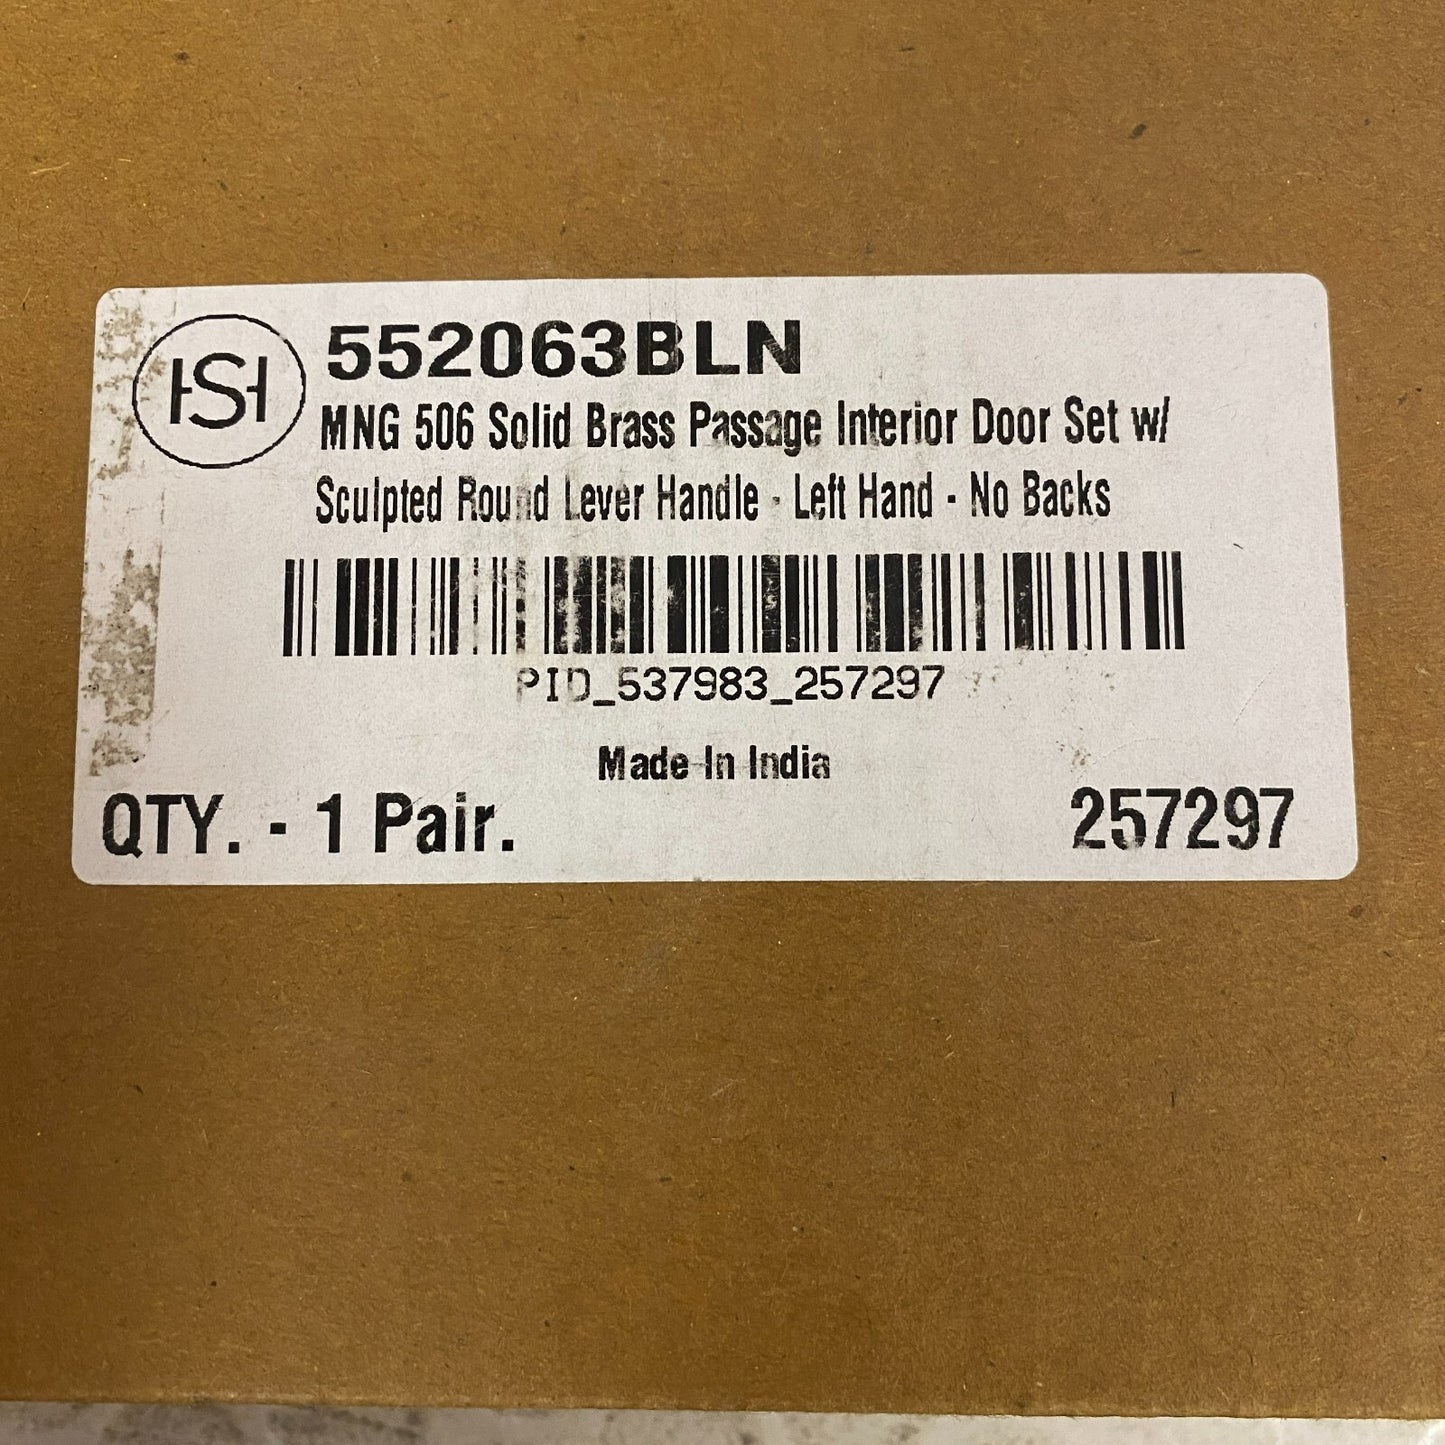 HSH
552063BLN
MNG 506 Solid Brass Passage Interior Door Set w/
Sculpted Round Lever Handle - Left Hand - No Backs
PID_537983_257297
Made In India
QTY. - 1 Pair.
257297